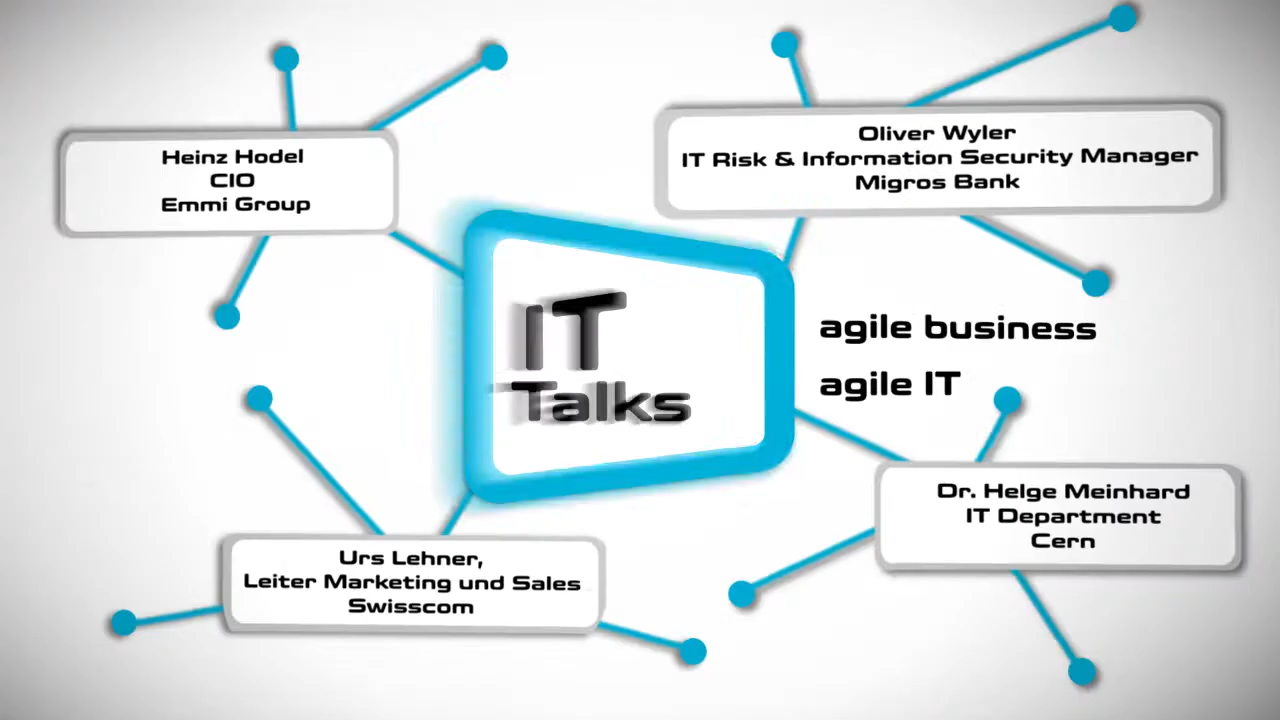 Heinz Hodel
CIO
Emmi Group
Oliver Wyler
IT Risk & Information Security Manager
Migros Bank
IT
Talks
agile business
agile IT
Urs Lehner,
Leiter Marketing und Sales
Swisscom
Dr. Helge Meinhard
IT Department
Cern